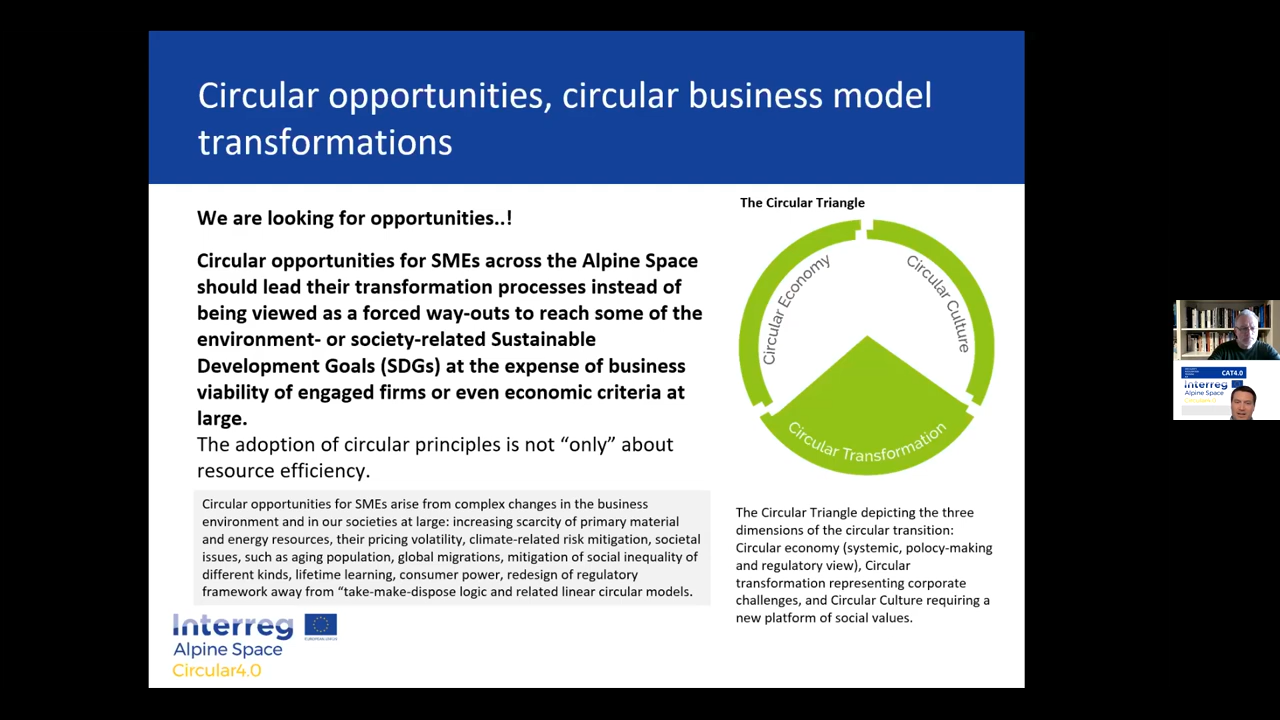 Circular opportunities, circular business model
transformations
We are looking for opportunities..!
Circular opportunities for SMEs across the Alpine Space
should lead their transformation processes instead of
being viewed as a forced way-outs to reach some of the
environment- or society-related Sustainable
Development Goals (SDGs) at the expense of business
viability of engaged firms or even economic criteria at
large.
The adoption of circular principles is not “only” about
resource efficiency.
Circular opportunities for SMEs arise from complex changes in the business
environment and in our societies at large: increasing scarcity of primary material
and energy resources, their pricing volatility, climate-related risk mitigation, societal
issues, such as aging population, global migrations, mitigation of social inequality of
different kinds, lifetime learning, consumer power, redesign of regulatory
framework away from “take-make-dispose logic and related linear circular models.
The Circular Triangle
Circular Economy
Circular Culture
Circular Transformation
The Circular Triangle depicting the three
dimensions of the circular transition:
Circular economy (systemic, polocy-making
and regulatory view), Circular
transformation representing corporate
challenges, and Circular Culture requiring a
new platform of social values.
Interreg
Alpine Space
Circular4.0
CAT4.0
Interreg
Alpine Space
Circular4.0